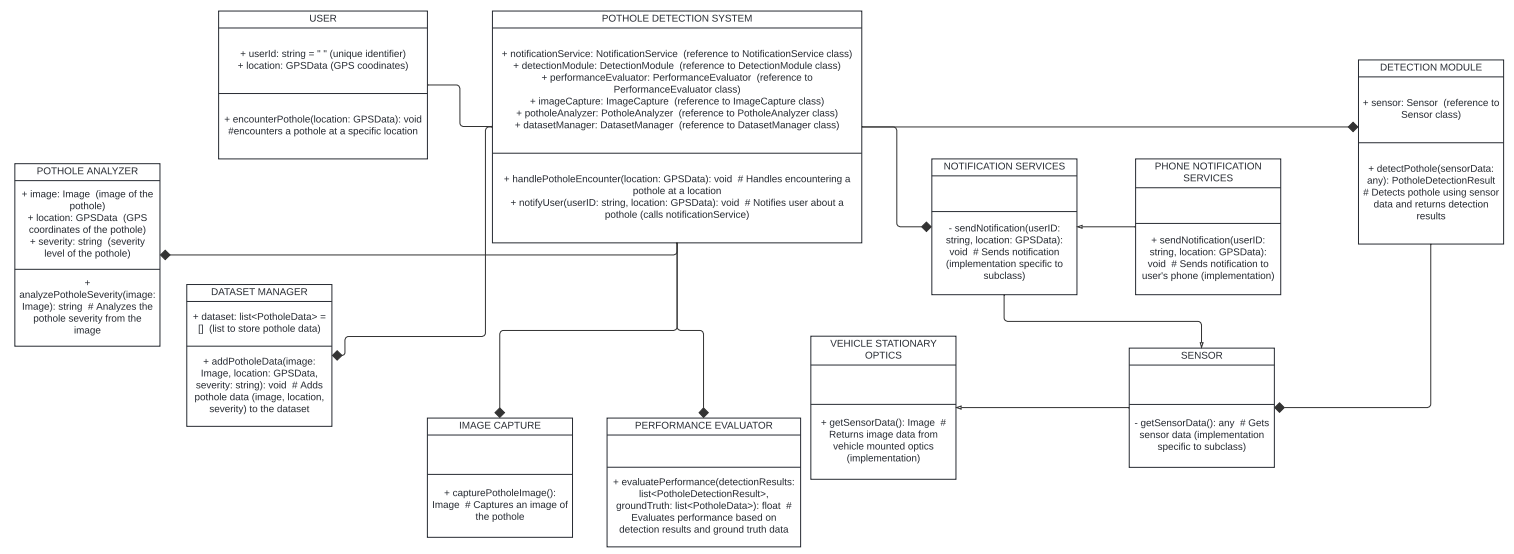 USER
+ userId: string = " " (unique identifier)
+ location: GPSData (GPS coodinates)
+ encounterPothole(location: GPSData): void
#encounters a pothole at a specific location
POTHOLE DETECTION SYSTEM
+ notificationService: NotificationService  (reference to NotificationService class)
+ detectionModule: DetectionModule  (reference to DetectionModule class)
+ performanceEvaluator: PerformanceEvaluator  (reference to
PerformanceEvaluator class)
+ imageCapture: ImageCapture  (reference to ImageCapture class)
+ potholeAnalyzer: PotholeAnalyzer  (reference to PotholeAnalyzer class)
+ datasetManager: DatasetManager  (reference to DatasetManager class)
+ handlePotholeEncounter(location: GPSData): void  # Handles encountering a
pothole at a location
+ notifyUser(userID: string, location: GPSData): void  # Notifies user about a
pothole (calls notificationService)
DETECTION MODULE
+ sensor: Sensor  (reference to
Sensor class)
+ detectPothole(sensorData:
any): PotholeDetectionResult
# Detects pothole using sensor
data and returns detection
results
POTHOLE ANALYZER
+ image: Image  (image of the
pothole)
+ location: GPSData  (GPS
coordinates of the pothole)
+ severity: string  (severity
level of the pothole)
+
analyzePotholeSeverity(image:
Image): string  # Analyzes the
pothole severity from the
image
NOTIFICATION SERVICES
- sendNotification(userID:
string, location: GPSData):
void  # Sends notification
(implementation specific to
subclass)
PHONE NOTIFICATION
SERVICES
+ sendNotification(userID:
string, location: GPSData):
void  # Sends notification to
user's phone (implementation)
DATASET MANAGER
+ dataset: list<PotholeData> =
[]  (list to store pothole data)
+ addPotholeData(image:
Image, location: GPSData,
severity: string): void  # Adds
pothole data (image, location,
severity) to the dataset
VEHICLE STATIONARY
OPTICS
+ getSensorData(): Image  #
Returns image data from
vehicle mounted optics
(implementation)
SENSOR
- getSensorData(): any  # Gets
sensor data (implementation
specific to subclass)
IMAGE CAPTURE
+ capturePotholeImage():
Image  # Captures an image of
the pothole
PERFORMANCE EVALUATOR
+ evaluatePerformance(detectionResults:
list<PotholeDetectionResult>,
groundTruth: list<PotholeData>): float  #
Evaluates performance based on
detection results and ground truth data